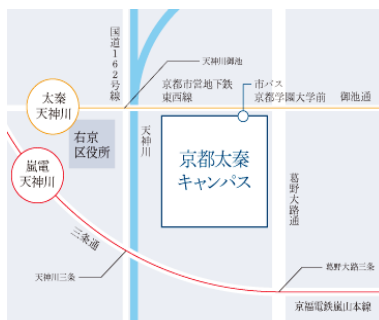 国道162号線
天神川御池
京都市営地下鉄
東西線
市バス
京都学園大学前
御池通
太秦
天神川
右京
区役所
嵐電
天神川
天神川
京都太秦
キャンパス
葛野大路通
三条通
天神川三条
葛野大路三条
京福電鉄嵐山本線